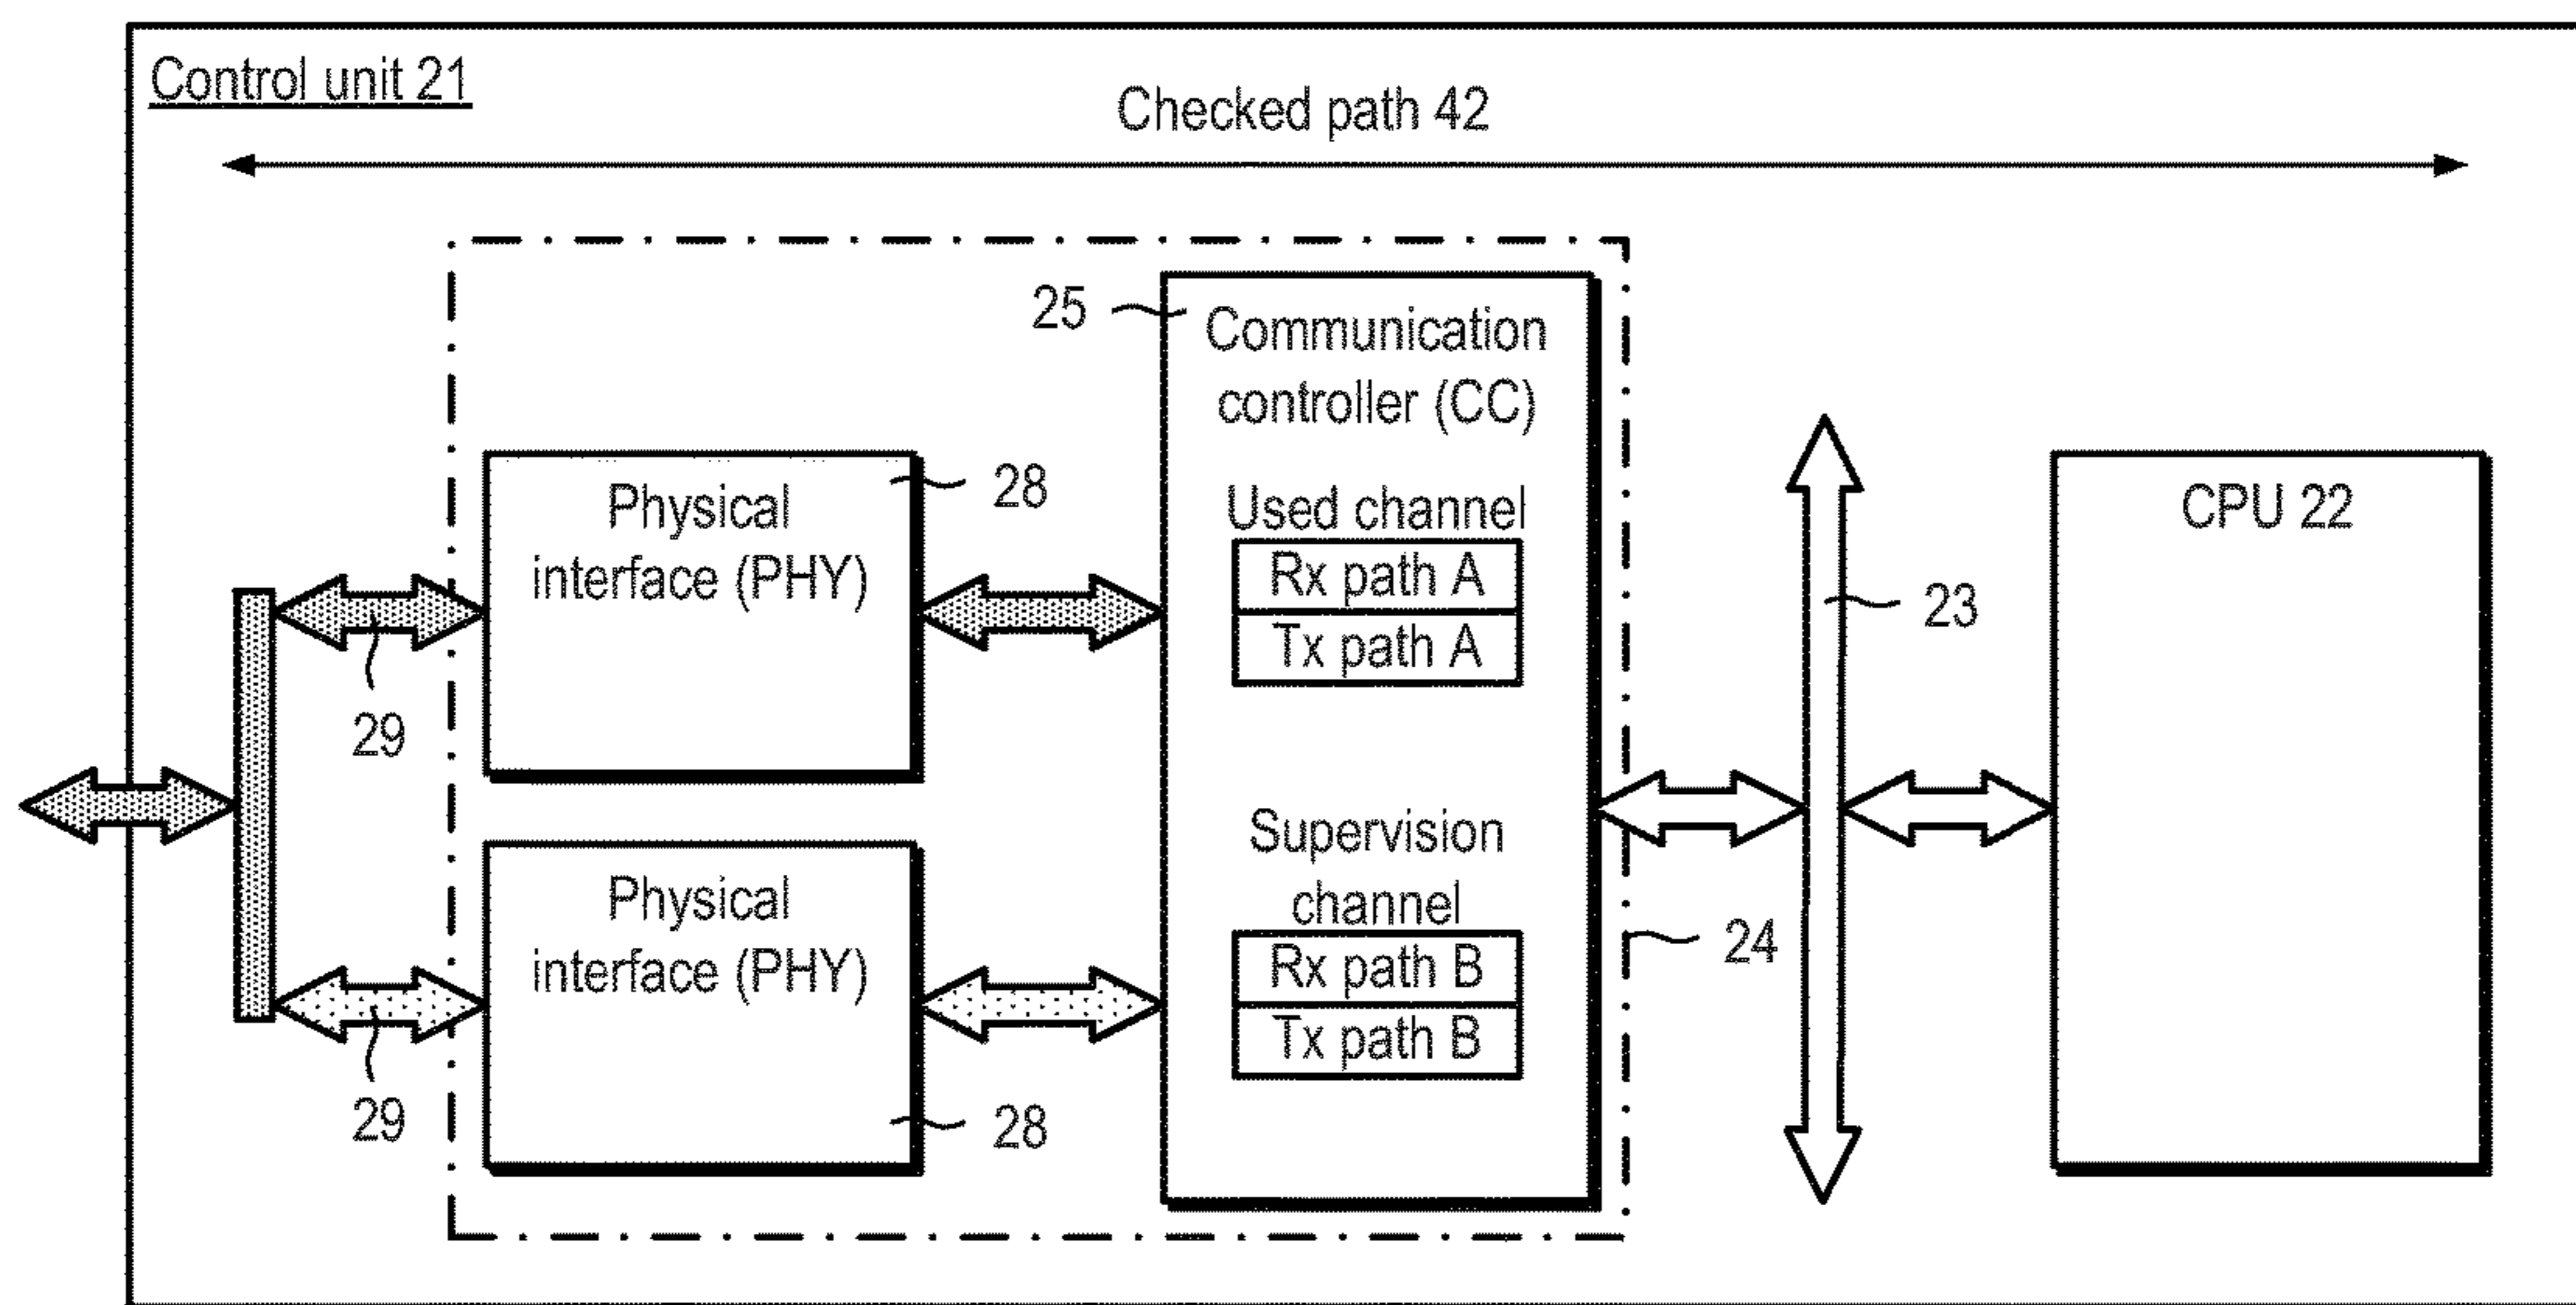 Control unit 21
Checked path 42
25
Communication
controller (CC)
Used channel
Rx path A
Tx path A
Supervision
channel
Rx path B
Tx path B
Physical
interface (PHY)
28
29
Physical
interface (PHY)
28
29
23
24
CPU 22